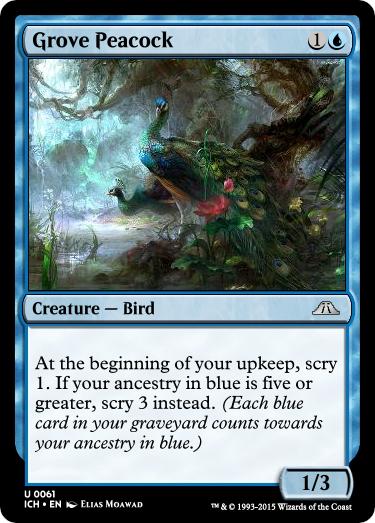 Grove Peacock 1
Creature — Bird
At the beginning of your upkeep, scry
1. If your ancestry in blue is five or
greater, scry 3 instead. (Each blue
card in your graveyard counts towards
your ancestry in blue.)
1/3
U 0061
ICH • EN Elias Moawad
™ & © 1993-2015 Wizards of the Coast